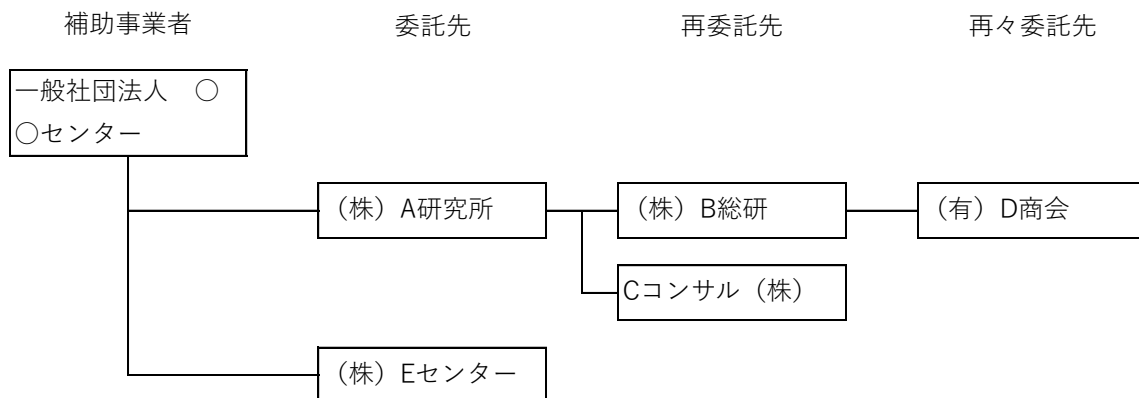 補助事業者 委託先 再委託先 再々委託先
一般社団法人　○
○センター
（株）A研究所 （株）B総研 （有）D商会
Cコンサル（株）
（株）Eセンター